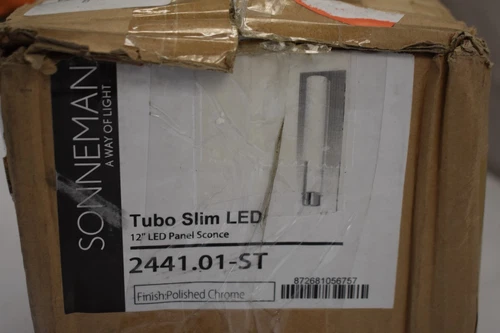 SONNEMAN
A WAY OF LIGHT
Tubo Slim LED
12" LED Panel Sconce
2441.01-ST
Finish:Polished Chrome
872681056757